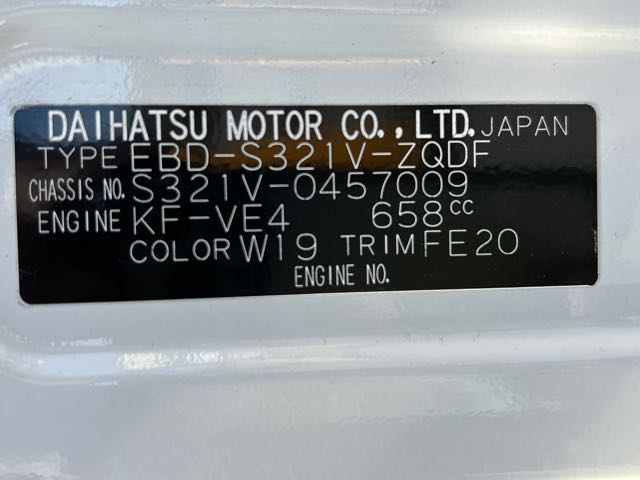 DAIHATSU MOTOR CO.,LTD. JAPAN
TYPE EBD-S321V-ZQDF
CHASSIS NO. S321V-0457009
ENGINE KF-VE4 658CC
COLOR W19 TRIM FE20
ENGINE NO.